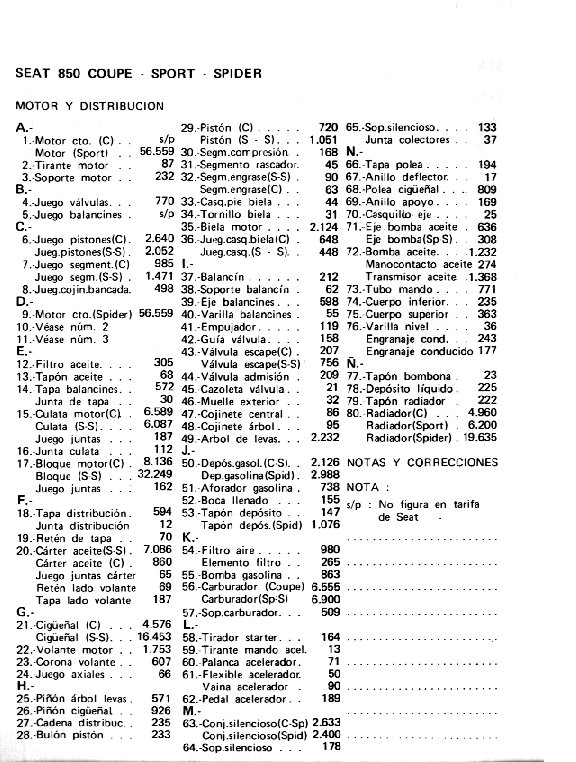 SEAT 850 COUPE - SPORT - SPIDER
MOTOR Y DISTRIBUCION
A.-
1.-Motor cto. (C) . . s/p
Motor (Sport) . . 56.559
2.-Tirante motor . . 87
3.-Soporte motor . . 232
B.-
4.-Juego válvulas. . . 770
5.-Juego balancines . s/p
C.-
6.-Juego pistones(C). 2.640
Jueg.pistones(S-S). 2.052
7.-Juego segment.(C) 985
Juego segm.(S-S) . 1.471
8.-Jueg.cojin.bancada. 498
D.-
9.-Motor cto.(Spider) 56.559
10.-Véase núm. 2
11.-Véase núm. 3
E.-
12.-Filtro aceite. . . . 305
13.-Tapón aceite . . . 68
14.-Tapa balancines. . 572
Junta de tapa . . 30
15.-Culata motor(C). . 6.589
Culata (S-S). . . . 6.087
Juego juntas . . . 187
16.-Junta culata . . . 112
17.-Bloque motor(C) . 8.136
Bloque (S-S) . . . 32.249
Juego juntas . . . 162
F.-
18.-Tapa distribución. 594
Junta distribución 12
19.-Retén de tapa . . 70
20.-Cárter aceite(S-S). 7.086
Cárter aceite (C) . 860
Juego juntas cárter 65
Retén lado volante 69
Tapa lado volante 187
G.-
21.-Cigüeñal (C) . . . 4.576
Cigüeñal (S-S). . . 16.453
22.-Volante motor . . 1.753
23.-Corona volante . . 607
24.-Juego axiales . . . 66
H.-
25.-Piñón árbol levas. 571
26.-Piñón cigüeñal . . 926
27.-Cadena distribuc. . 235
28.-Bulón pistón . . . 233
29.-Pistón (C) . . . . . 720
Pistón (S - S). . . 1.051
30.-Segm.compresión. . 168
31.-Segmento rascador. 45
32.-Segm.engrase(S-S) . 90
Segm.engrase(C) . . 63
33.-Casq.pie biela . . . 44
34.-Tornillo biela . . . 31
35.-Biela motor . . . . 2.124
36.-Jueg.casq.biela(C) . 648
Jueg.casq.(S - S). . 448
I.-
37.-Balancín . . . . . 212
38.-Soporte balancín . 62
39.-Eje balancines. . . 598
40.-Varilla balancines . 55
41.-Empujador. . . . . 119
42.-Guía válvula. . . . 158
43.-Válvula escape(C) . 207
Válvula escape(S-S) 756
44.-Válvula admisión . 209
45.-Cazoleta válvula . . 21
46.-Muelle exterior . . 32
47.-Cojinete central . . 86
48.-Cojinete árbol. . . 95
49.-Arbol de levas. . . 2.232
J.-
50.-Depós.gasol.(C-S). . 2.126
Dep.gasolina(Spid). 2.988
51.-Aforador gasolina . 738
52.-Boca llenado . . . 155
53.-Tapón depósito . . 147
Tapón depós.(Spid) 1.076
K.-
54.-Filtro aire . . . . . 980
Elemento filtro . . 265
55.-Bomba gasolina . . 863
56.-Carburador (Coupe) 6.555
Carburador(Sp-S) 6.900
57.-Sop.carburador. . . 509
L.-
58.-Tirador starter. . . 164
59.-Tirante mando acel. 13
60.-Palanca acelerador. 71
61.-Flexible acelerador. 50
Vaina acelerador . 90
62.-Pedal acelerador. . 189
M.-
63.-Conj.silencioso(C-Sp) 2.633
Conj.silencioso(Spid) 2.400
64.-Sop.silencioso . . . 178
65.-Sop.silencioso. . . . 133
Junta colectores . . 37
N.-
66.-Tapa polea. . . . . . 194
67.-Anillo deflector. . . 17
68.-Polea cigüeñal . . . 809
69.-Anillo apoyo. . . . 169
70.-Casquillo eje . . . . 25
71.-Eje bomba aceite . 636
Eje bomba(Sp-S) . 308
72.-Bomba aceite. . . .1.232
Manocontacto aceite 274
Transmisor aceite .1.368
73.-Tubo mando . . . . 771
74.-Cuerpo inferior. . . 235
75.-Cuerpo superior . . 363
76.-Varilla nivel . . . . 36
Engranaje cond. . . 243
Engranaje conducido 177
Ñ.-
77.-Tapón bombona . 23
78.-Depósito líquido . 225
79.-Tapón radiador . . 222
80.-Radiador(C) . . . 4.960
Radiador(Sport) . 6.200
Radiador(Spider) . 19.635
NOTAS Y CORRECCIONES
NOTA :
s/p : No figura en tarifa
de Seat